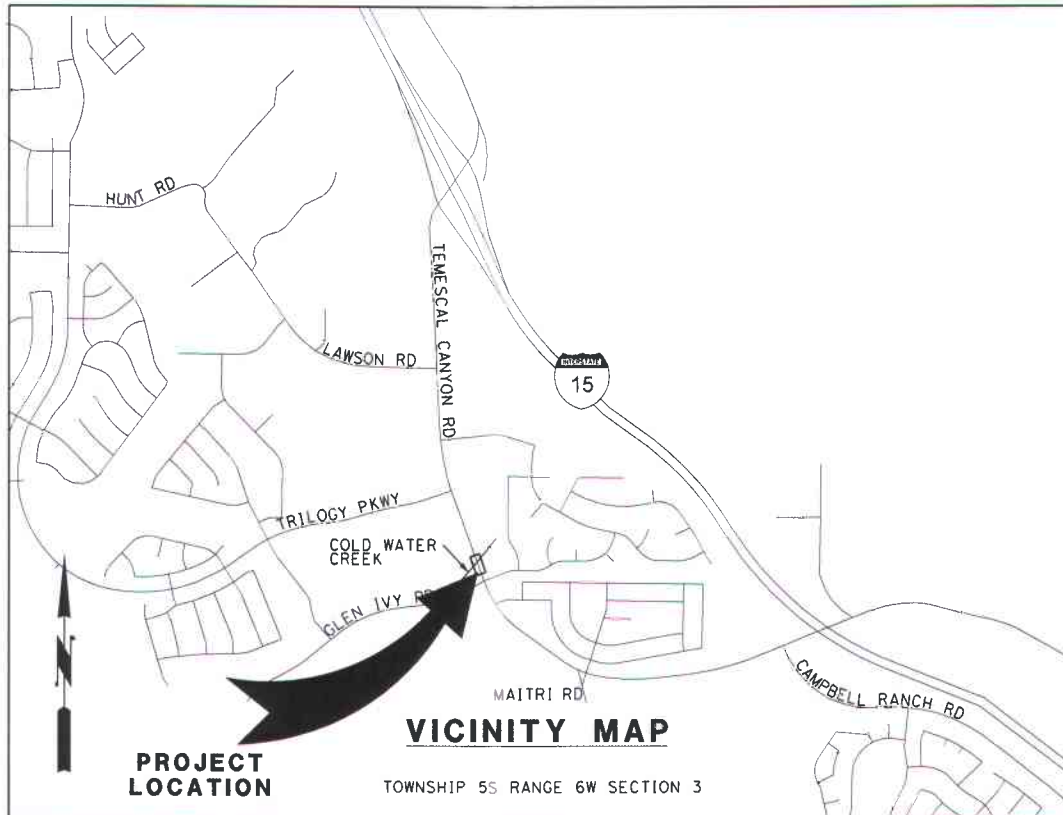 HUNT RD
TEMESCAL CANYON RD
LAWSON RD
INTERSTATE
15
TRILOGY PKWY
COLD WATER
CREEK
GLEN IVY RD
N
MAITRI RD
CAMPBELL RANCH RD
VICINITY MAP
PROJECT
LOCATION
TOWNSHIP 5S RANGE 6W SECTION 3